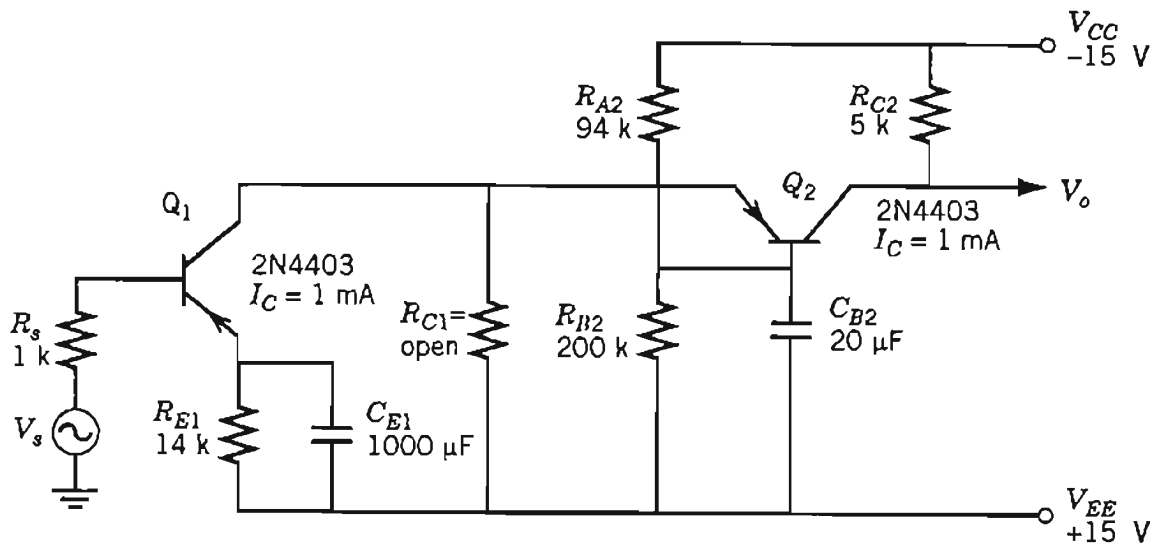 V_CC
−15 V
R_A2
94 k
R_C2
5 k
Q_1
Q_2
V_o
2N4403
I_C = 1 mA
2N4403
I_C = 1 mA
R_s
1 k
R_C1=
open
R_B2
200 k
C_B2
20 µF
V_s
R_E1
14 k
C_E1
1000 µF
V_EE
+15 V